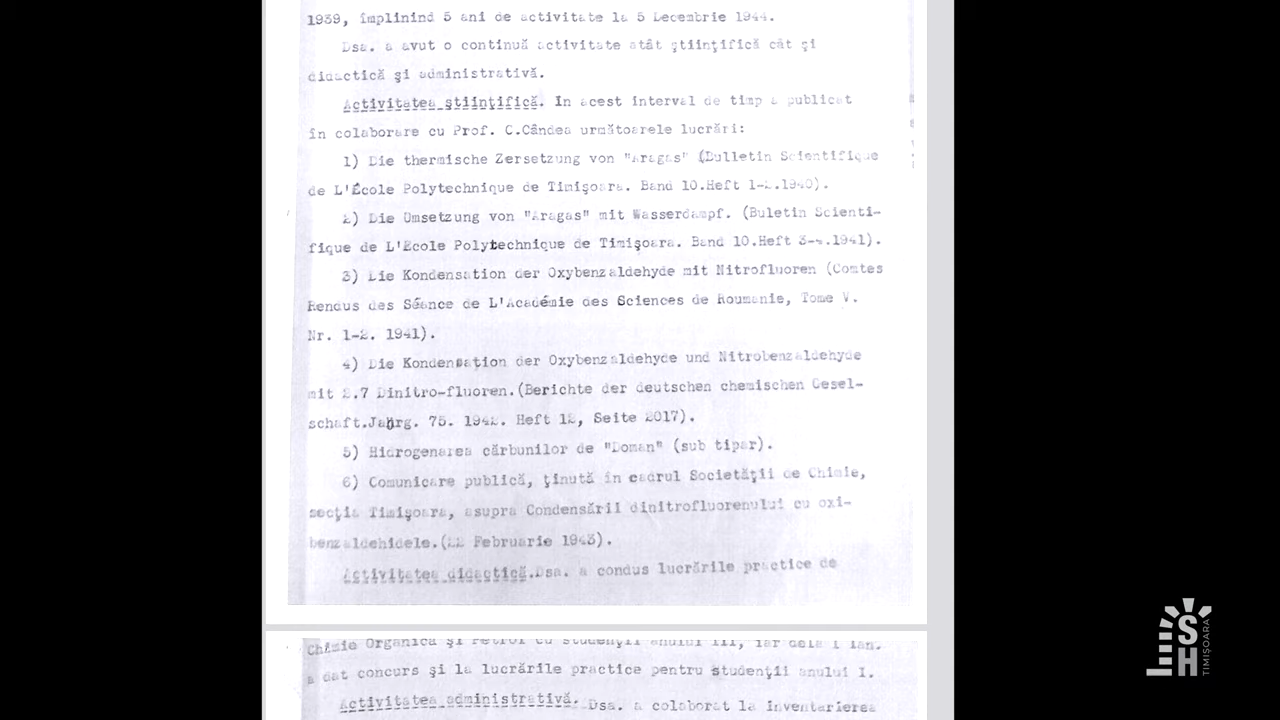 1939, împlinind 5 ani de activitate la 5 Decembrie 1944.
Dsa. a avut o continuă activitate atât ştiinţifică cât şi
didactică şi administrativă.
Activitatea ştiinţifică. In acest interval de timp a publicat
în colaborare cu Prof. C.Cândea următoarele lucrări:
1) Die thermische Zersetzung von "Aragas" (Bulletin Scientifique
de L'École Polytechnique de Timişoara. Band 10.Heft 1-2.1940).
2) Die Umsetzung von "Aragas" mit Wasserdampf. (Buletin Scienti-
fique de L'École Polytechnique de Timişoara. Band 10.Heft 3-4.1941).
3) Die Kondensation der Oxybenzaldehyde mit Nitrofluoren (Comtes
Rendus des Séance de L'Académie des Sciences de Roumanie, Tome V.
Nr. 1-2. 1941).
4) Die Kondensation der Oxybenzaldehyde und Nitrobenzaldehyde
mit 2.7 Dinitro-fluoren.(Berichte der deutschen chemischen Gesel-
schaft.Jahrg. 75. 1942. Heft 12, Seite 2017).
5) Hidrogenarea cărbunilor de "Doman" (sub tipar).
6) Comunicare publică, ţinută în cadrul Societăţii de Chimie,
secţia Timişoara, asupra Condensării dinitrofluorenului cu oxi-
benzaldehidele.(22 Februarie 1943).
Activitatea didactică.Dsa. a condus lucrările practice de
Chimie Organică şi Petrol cu studenţii anului III, iar dela 1 Ian.
a dat concurs şi la lucrările practice pentru studenţii anului I.
Activitatea administrativă. Dsa. a colaborat la inventarierea
SH
TIMIȘOARA